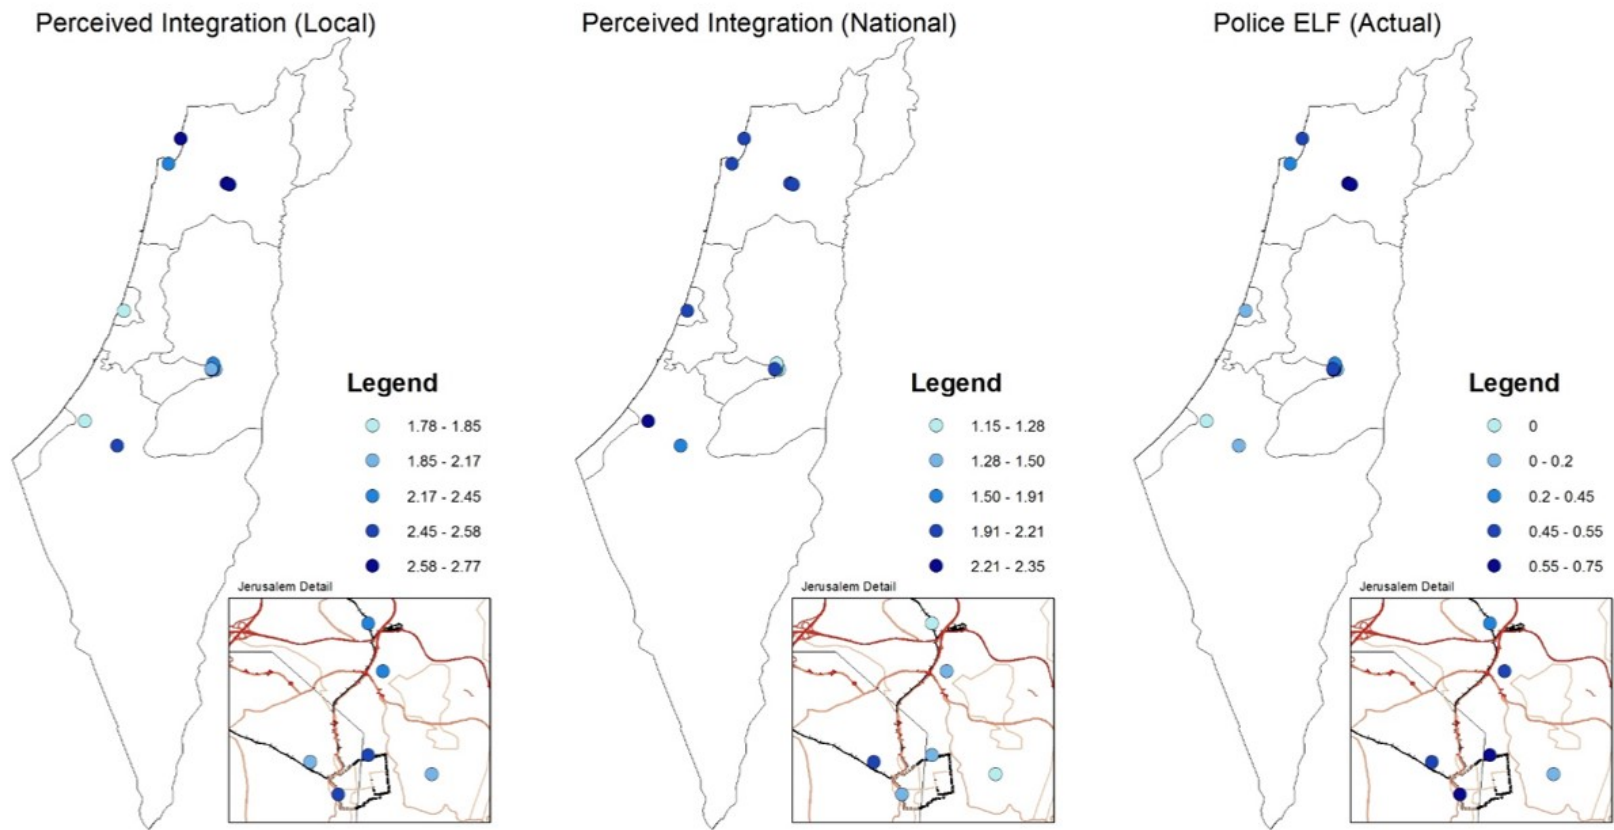 Perceived Integration (Local)
Legend
1.78 - 1.85
1.85 - 2.17
2.17 - 2.45
2.45 - 2.58
2.58 - 2.77
Jerusalem Detail
Perceived Integration (National)
Legend
1.15 - 1.28
1.28 - 1.50
1.50 - 1.91
1.91 - 2.21
2.21 - 2.35
Jerusalem Detail
Police ELF (Actual)
Legend
0
0 - 0.2
0.2 - 0.45
0.45 - 0.55
0.55 - 0.75
Jerusalem Detail